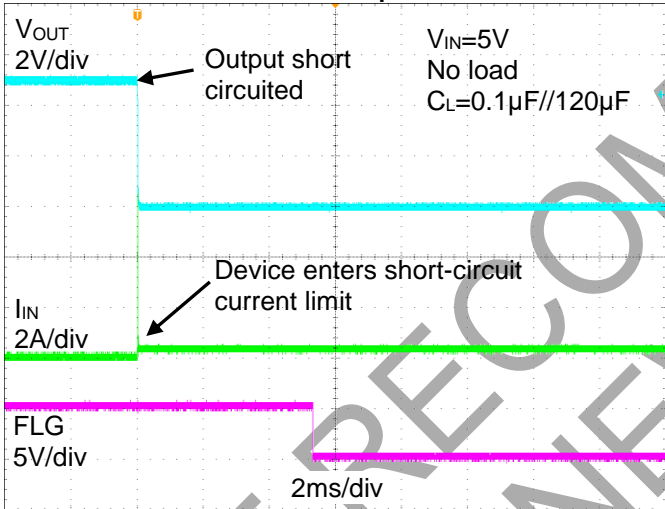 VOUT
2V/div
Output short
circuited
VIN=5V
No load
CL=0.1µF//120µF
Device enters short-circuit
current limit
IIN
2A/div
FLG
5V/div
2ms/div